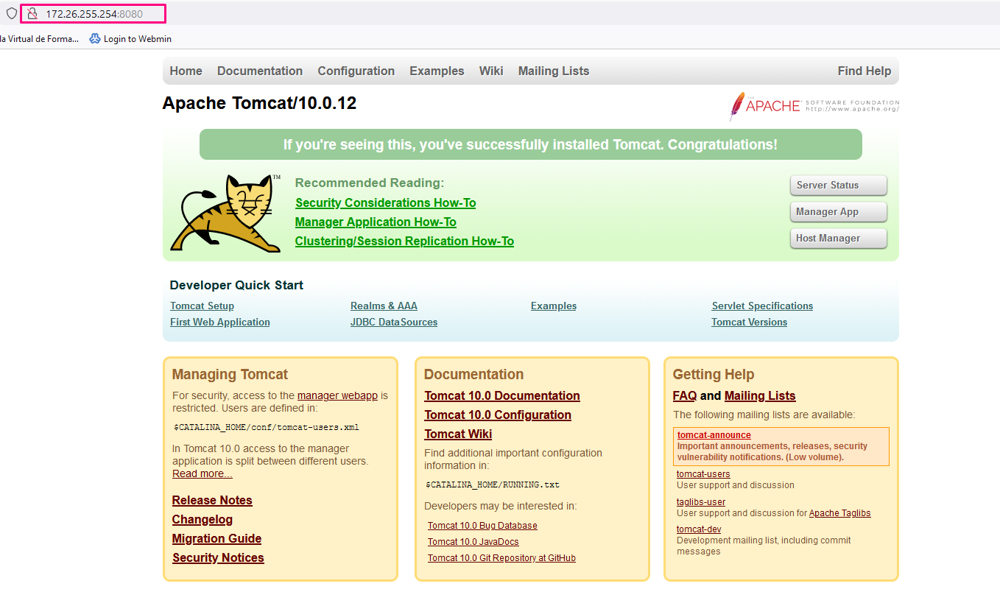 172.26.255.254:8080
la Virtual de Forma... Login to Webmin
Home Documentation Configuration Examples Wiki Mailing Lists Find Help
Apache Tomcat/10.0.12
THE APACHE® SOFTWARE FOUNDATION
http://www.apache.org/
If you're seeing this, you've successfully installed Tomcat. Congratulations!
TM
Recommended Reading:
Security Considerations How-To
Manager Application How-To
Clustering/Session Replication How-To
Server Status
Manager App
Host Manager
Developer Quick Start
Tomcat Setup
First Web Application
Realms & AAA
JDBC DataSources
Examples
Servlet Specifications
Tomcat Versions
Managing Tomcat
For security, access to the manager webapp is
restricted. Users are defined in:
$CATALINA_HOME/conf/tomcat-users.xml
In Tomcat 10.0 access to the manager
application is split between different users.
Read more...
Release Notes
Changelog
Migration Guide
Security Notices
Documentation
Tomcat 10.0 Documentation
Tomcat 10.0 Configuration
Tomcat Wiki
Find additional important configuration
information in:
$CATALINA_HOME/RUNNING.txt
Developers may be interested in:
Tomcat 10.0 Bug Database
Tomcat 10.0 JavaDocs
Tomcat 10.0 Git Repository at GitHub
Getting Help
FAQ and Mailing Lists
The following mailing lists are available:
tomcat-announce
Important announcements, releases, security
vulnerability notifications. (Low volume).
tomcat-users
User support and discussion
taglibs-user
User support and discussion for Apache Taglibs
tomcat-dev
Development mailing list, including commit
messages